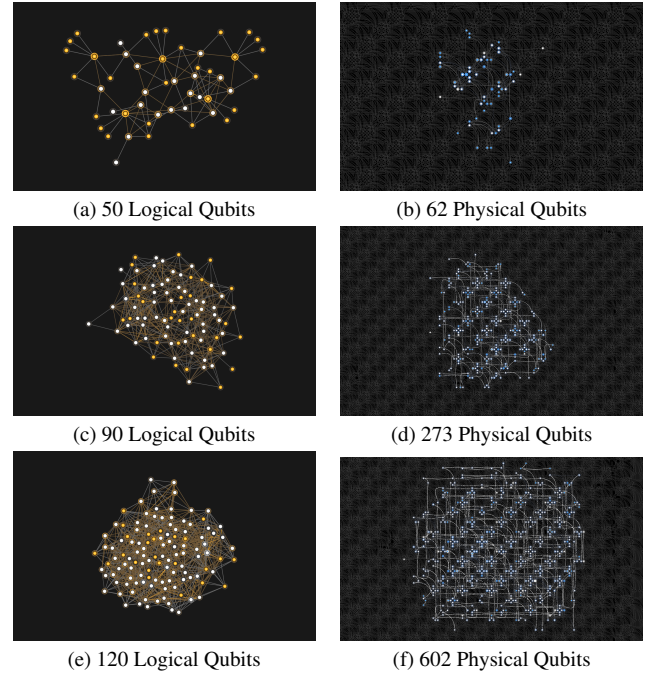 (a) 50 Logical Qubits
(b) 62 Physical Qubits
(c) 90 Logical Qubits
(d) 273 Physical Qubits
(e) 120 Logical Qubits
(f) 602 Physical Qubits